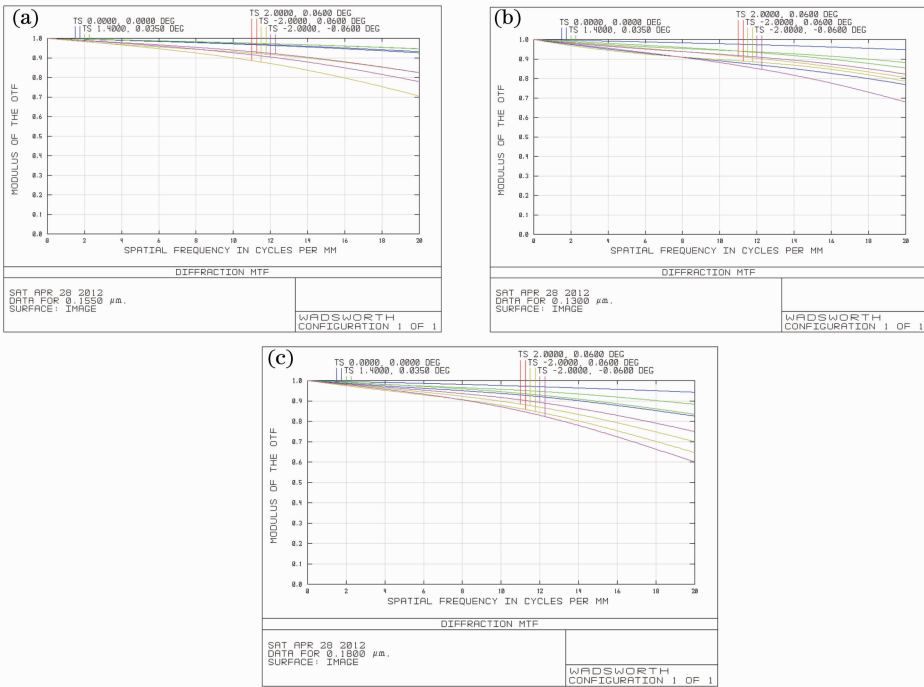 (a)
TS 0.0000, 0.0000 DEG
TS 1.4000, 0.0350 DEG
TS 2.0000, 0.0600 DEG
TS -2.0000, 0.0600 DEG
TS -2.0000, -0.0600 DEG
MODULUS OF THE OTF
1.0
0.9
0.8
0.7
0.6
0.5
0.4
0.3
0.2
0.1
0.0
0 2 4 6 8 10 12 14 16 18 20
SPATIAL FREQUENCY IN CYCLES PER MM
DIFFRACTION MTF
SAT APR 28 2012
DATA FOR 0.1550 µm.
SURFACE: IMAGE
WADSWORTH
CONFIGURATION 1 OF 1
(b)
TS 0.0000, 0.0000 DEG
TS 1.4000, 0.0350 DEG
TS 2.0000, 0.0600 DEG
TS -2.0000, 0.0600 DEG
TS -2.0000, -0.0600 DEG
MODULUS OF THE OTF
1.0
0.9
0.8
0.7
0.6
0.5
0.4
0.3
0.2
0.1
0.0
0 2 4 6 8 10 12 14 16 18 20
SPATIAL FREQUENCY IN CYCLES PER MM
DIFFRACTION MTF
SAT APR 28 2012
DATA FOR 0.1300 µm.
SURFACE: IMAGE
WADSWORTH
CONFIGURATION 1 OF 1
(c)
TS 0.0000, 0.0000 DEG
TS 1.4000, 0.0350 DEG
TS 2.0000, 0.0600 DEG
TS -2.0000, 0.0600 DEG
TS -2.0000, -0.0600 DEG
MODULUS OF THE OTF
1.0
0.9
0.8
0.7
0.6
0.5
0.4
0.3
0.2
0.1
0.0
0 2 4 6 8 10 12 14 16 18 20
SPATIAL FREQUENCY IN CYCLES PER MM
DIFFRACTION MTF
SAT APR 28 2012
DATA FOR 0.1800 µm.
SURFACE: IMAGE
WADSWORTH
CONFIGURATION 1 OF 1